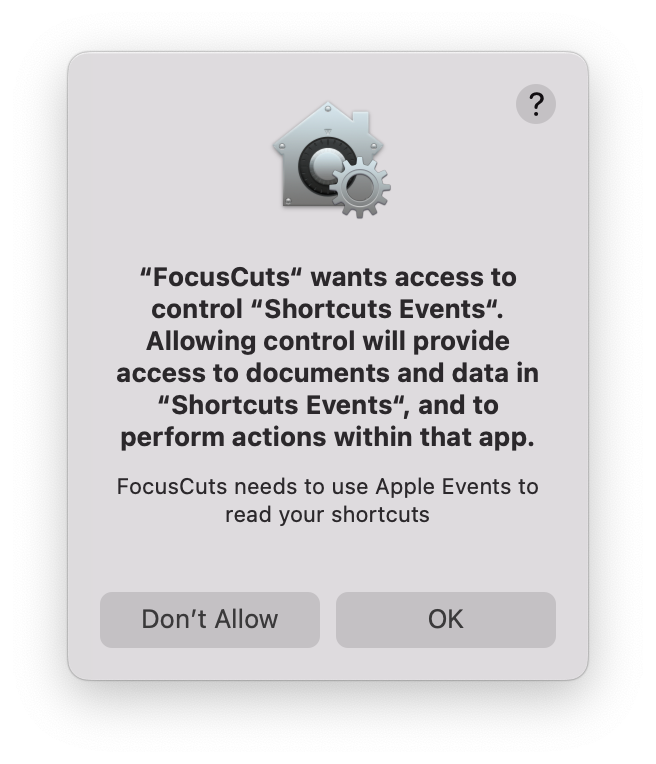 ?
“FocusCuts“ wants access to
control “Shortcuts Events“.
Allowing control will provide
access to documents and data in
“Shortcuts Events“, and to
perform actions within that app.
FocusCuts needs to use Apple Events to
read your shortcuts
Don’t Allow
OK